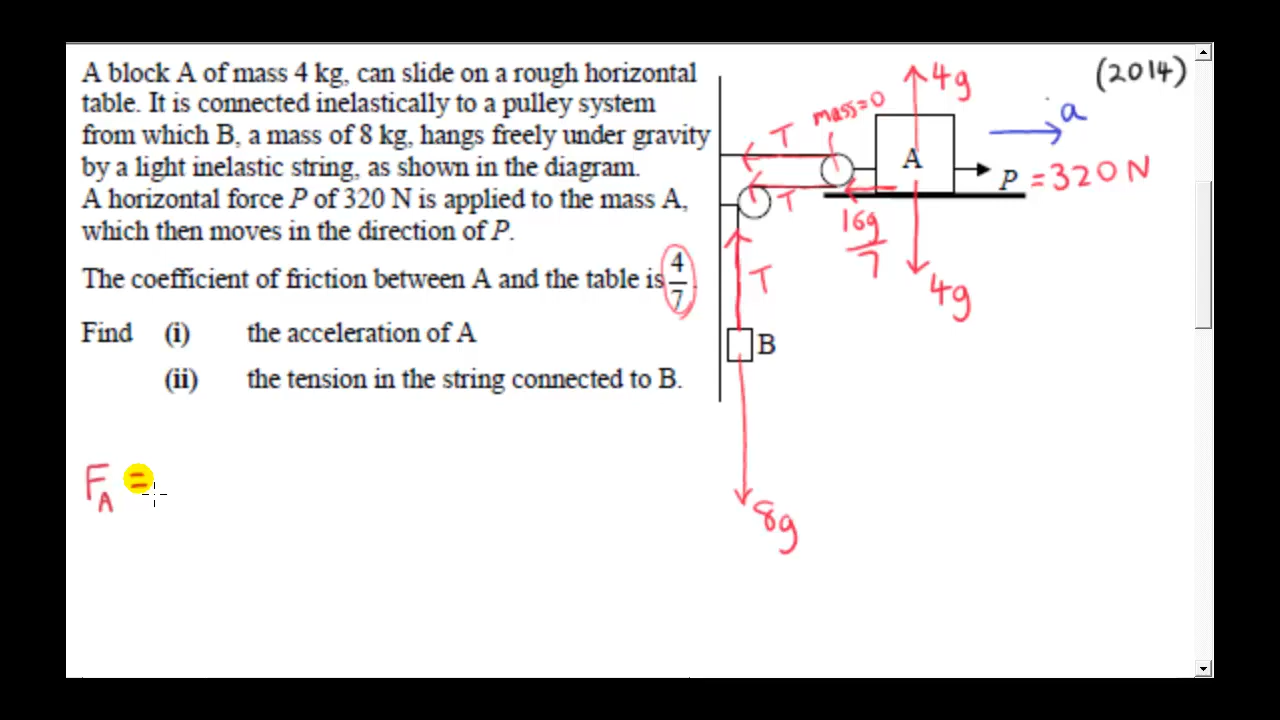 A block A of mass 4 kg, can slide on a rough horizontal
table. It is connected inelastically to a pulley system
from which B, a mass of 8 kg, hangs freely under gravity
by a light inelastic string, as shown in the diagram.
A horizontal force P of 320 N is applied to the mass A,
which then moves in the direction of P.
The coefficient of friction between A and the table is 4/7.
Find (i) the acceleration of A
(ii) the tension in the string connected to B.
(2014)
4g
a
mass=0
T
A
P = 320 N
T
16g/7
4g
T
B
8g
F_A =